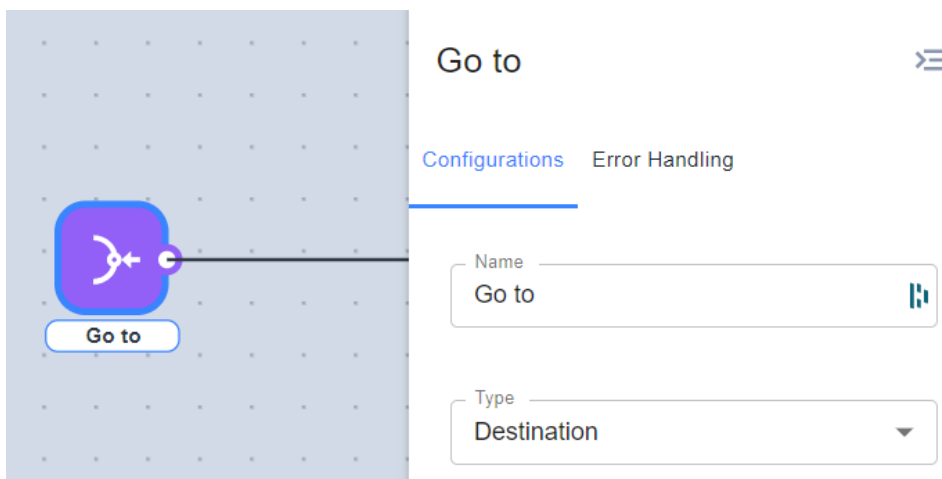 Go to
Go to
Configurations
Error Handling
Name
Go to
Type
Destination